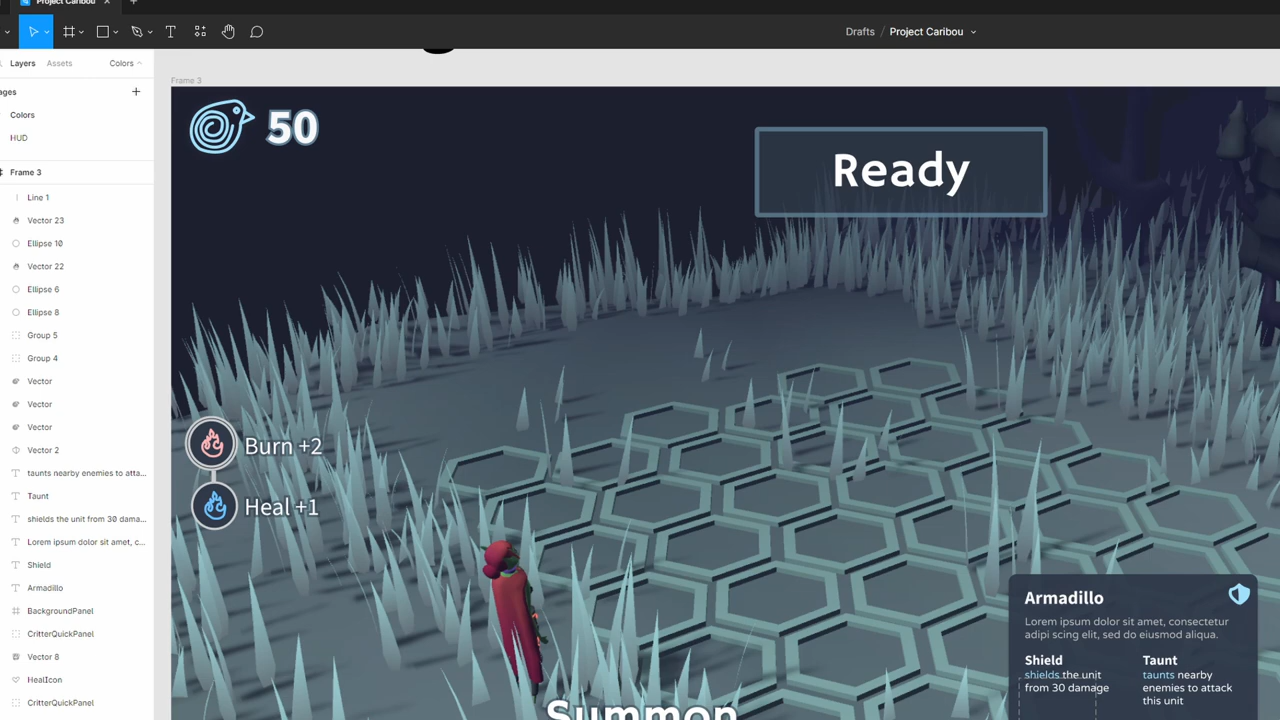 Project Caribou
Drafts
Project Caribou
Layers
Assets
Colors
ages
Colors
HUD
Frame 3
Line 1
Vector 23
Ellipse 10
Vector 22
Ellipse 6
Ellipse 8
Group 5
Group 4
Vector
Vector
Vector
Vector 2
taunts nearby enemies to atta...
Taunt
shields the unit from 30 dama...
Lorem ipsum dolor sit amet, c...
Shield
Armadillo
BackgroundPanel
CritterQuickPanel
Vector 8
HealIcon
CritterQuickPanel
Frame 3
50
Ready
Burn +2
Heal +1
Summon
Armadillo
Lorem ipsum dolor sit amet, consectetur
adipi scing elit, sed do eiusmod aliqua.
Shield
shields the unit
from 30 damage
Taunt
taunts nearby
enemies to attack
this unit